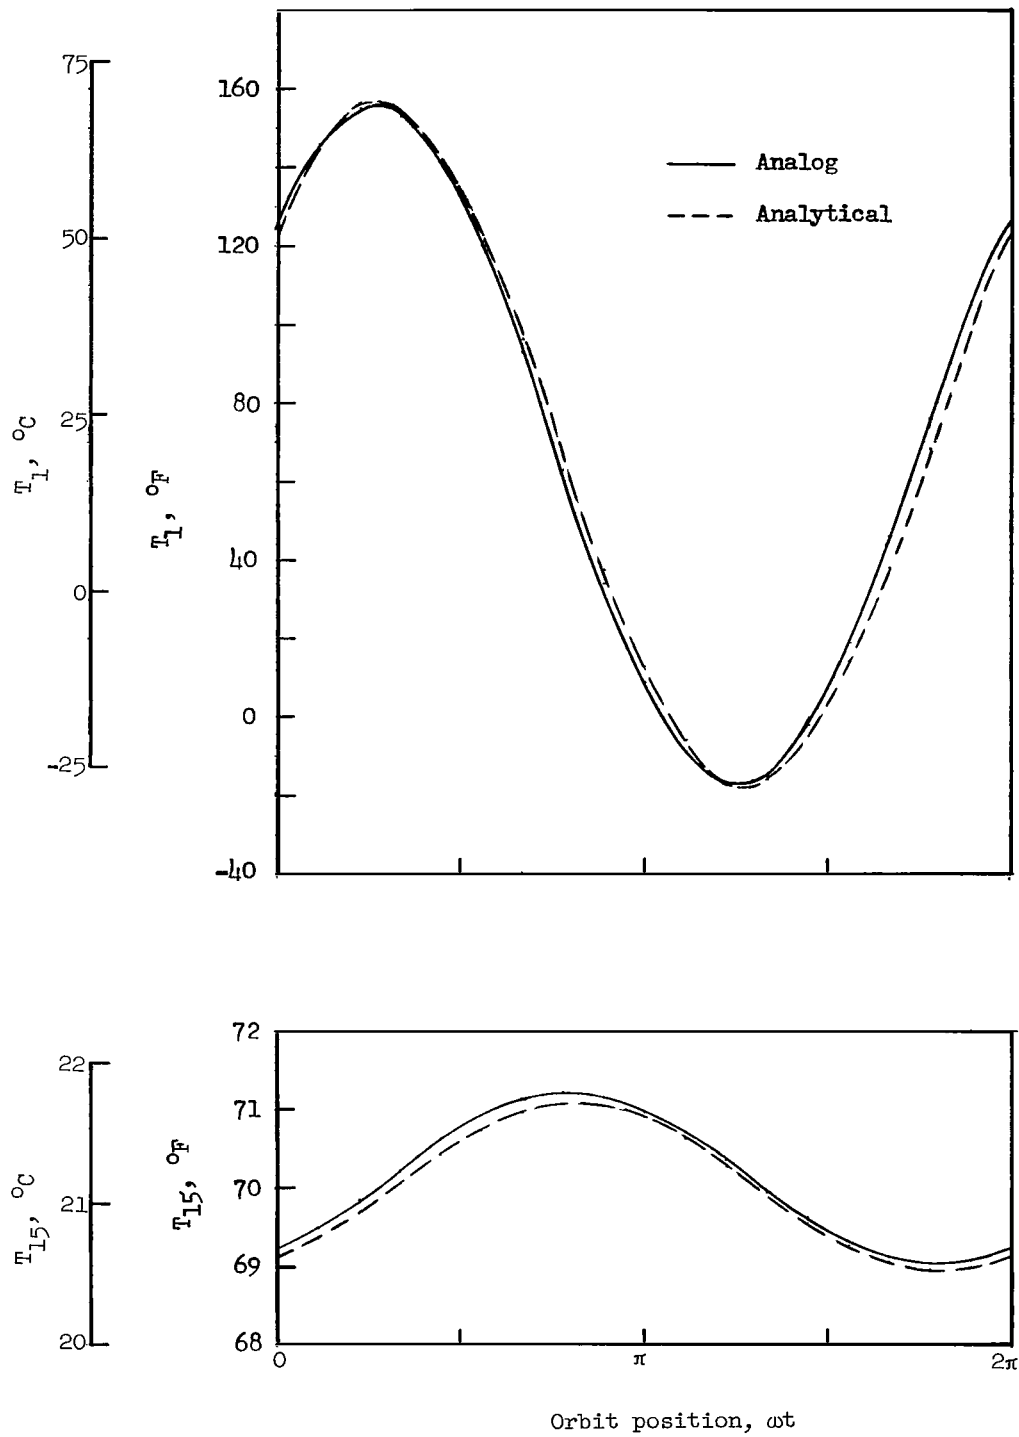 75
50
25
0
-25
T1, °C
160
120
80
40
0
-40
T1, °F
Analog
Analytical
22
21
20
T15, °C
72
71
70
69
68
T15, °F
0
π
2π
Orbit position, ωt